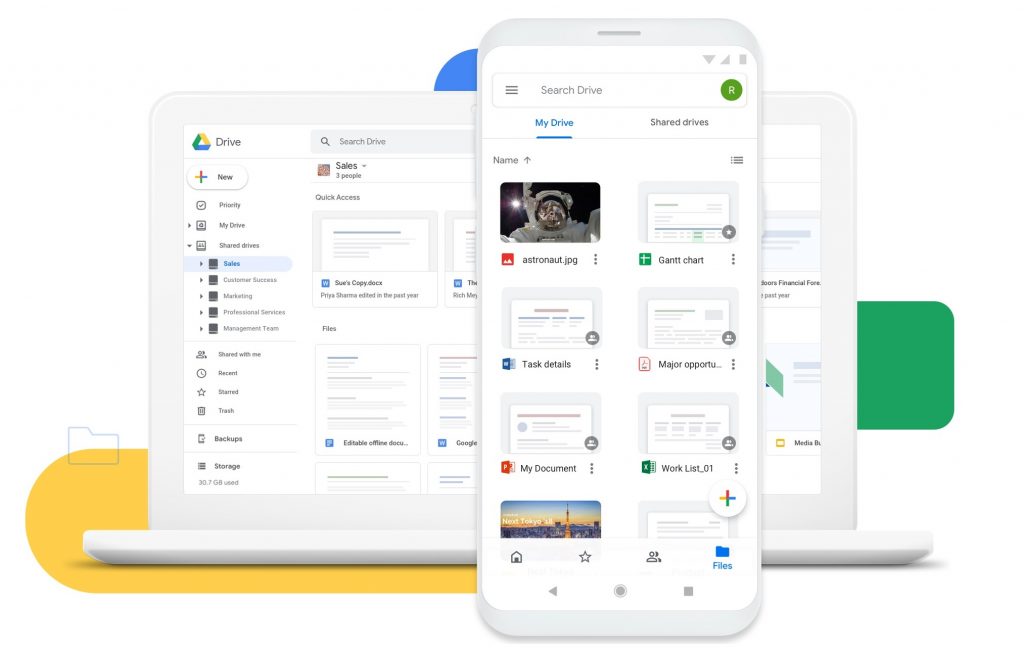 Drive
Search Drive
New
Priority
My Drive
Shared drives
Sales
Customer Success
Marketing
Professional Services
Management Team
Shared with me
Recent
Starred
Trash
Backups
Storage
30.7 GB used
Sales
3 people
Quick Access
Sue's Copy.docx
Priya Sharma edited in the past year
The
Rich Mey
Files
Editable offline docu...
Google
Search Drive
R
My Drive
Shared drives
Name
astronaut.jpg
Gantt chart
Task details
Major opportu...
My Document
Work List_01
Next Tokyo '18
Files
doors Financial Fore...
past year
Media Bu